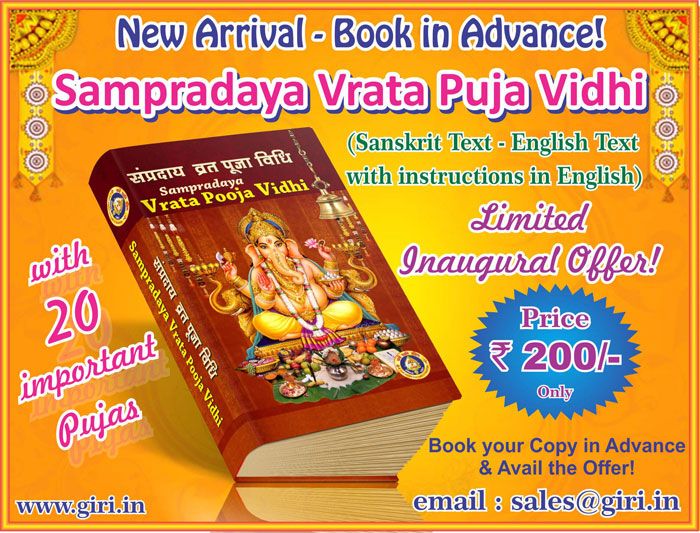 New Arrival - Book in Advance!
Sampradaya Vrata Puja Vidhi
(Sanskrit Text - English Text
with instructions in English)
संप्रदाय व्रत पूजा विधि
Sampradaya
Vrata Pooja Vidhi
संप्रदाय व्रत पूजा विधि
Sampradaya Vrata Pooja Vidhi
with
20
important
Pujas
Limited
Inaugural Offer!
Price
₹ 200/-
Only
Book your Copy in Advance
& Avail the Offer!
www.giri.in
email : sales@giri.in